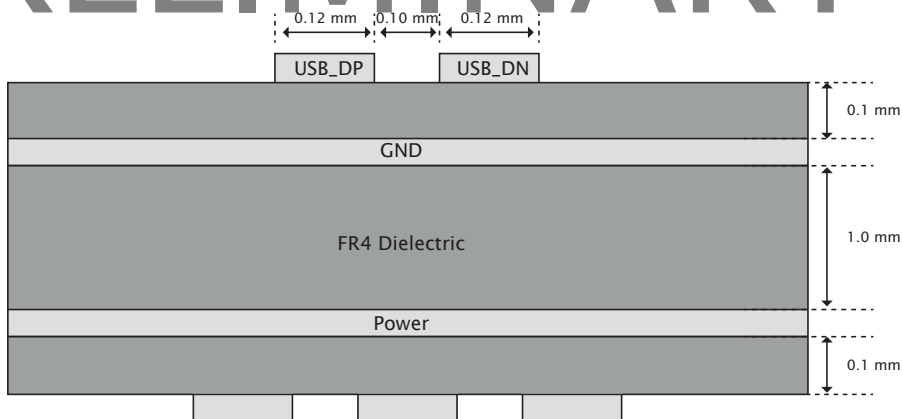 PRELIMINARY
0.12 mm 0.10 mm 0.12 mm
USB_DP USB_DN
0.1 mm
GND
FR4 Dielectric
1.0 mm
Power
0.1 mm